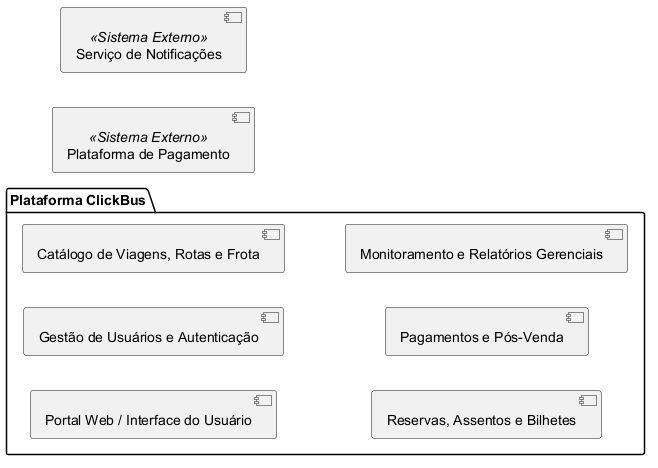 «Sistema Externo»
Serviço de Notificações
«Sistema Externo»
Plataforma de Pagamento
Plataforma ClickBus
Catálogo de Viagens, Rotas e Frota
Monitoramento e Relatórios Gerenciais
Gestão de Usuários e Autenticação
Pagamentos e Pós-Venda
Portal Web / Interface do Usuário
Reservas, Assentos e Bilhetes